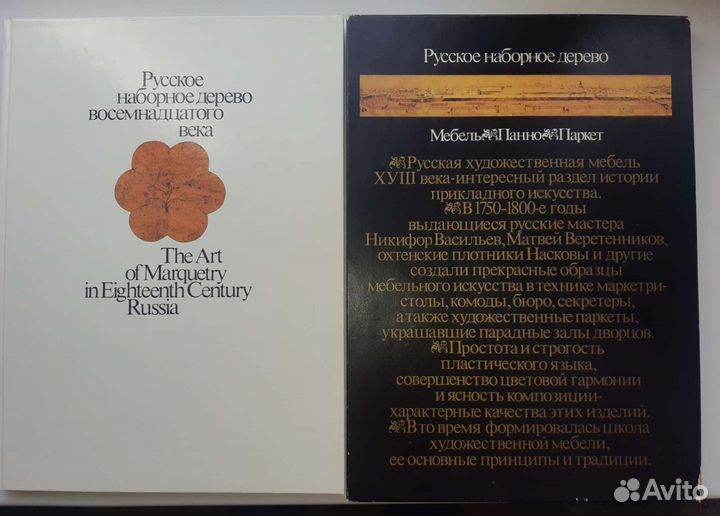 Русское
наборное дерево
восемнадцатого
века
The Art
of Marquetry
in Eighteenth Century
Russia
Русское наборное дерево
Мебель Панно Паркет
Русская художественная мебель
ХУІІІ века-интересный раздел истории
прикладного искусства.
В 1750-1800-е годы
выдающиеся русские мастера
Никифор Васильев, Матвей Веретенников,
охтенские плотники Насковы и другие
создали прекрасные образцы
мебельного искусства в технике маркетри-
столы, комоды, бюро, секретеры,
а также художественные паркеты,
украшавшие парадные залы дворцов.
Простота и строгость
пластического языка,
совершенство цветовой гармонии
и ясность композиции-
характерные качества этих изделий.
В то время формировалась школа
художественной мебели,
ее основные принципы и традиции.
Avito